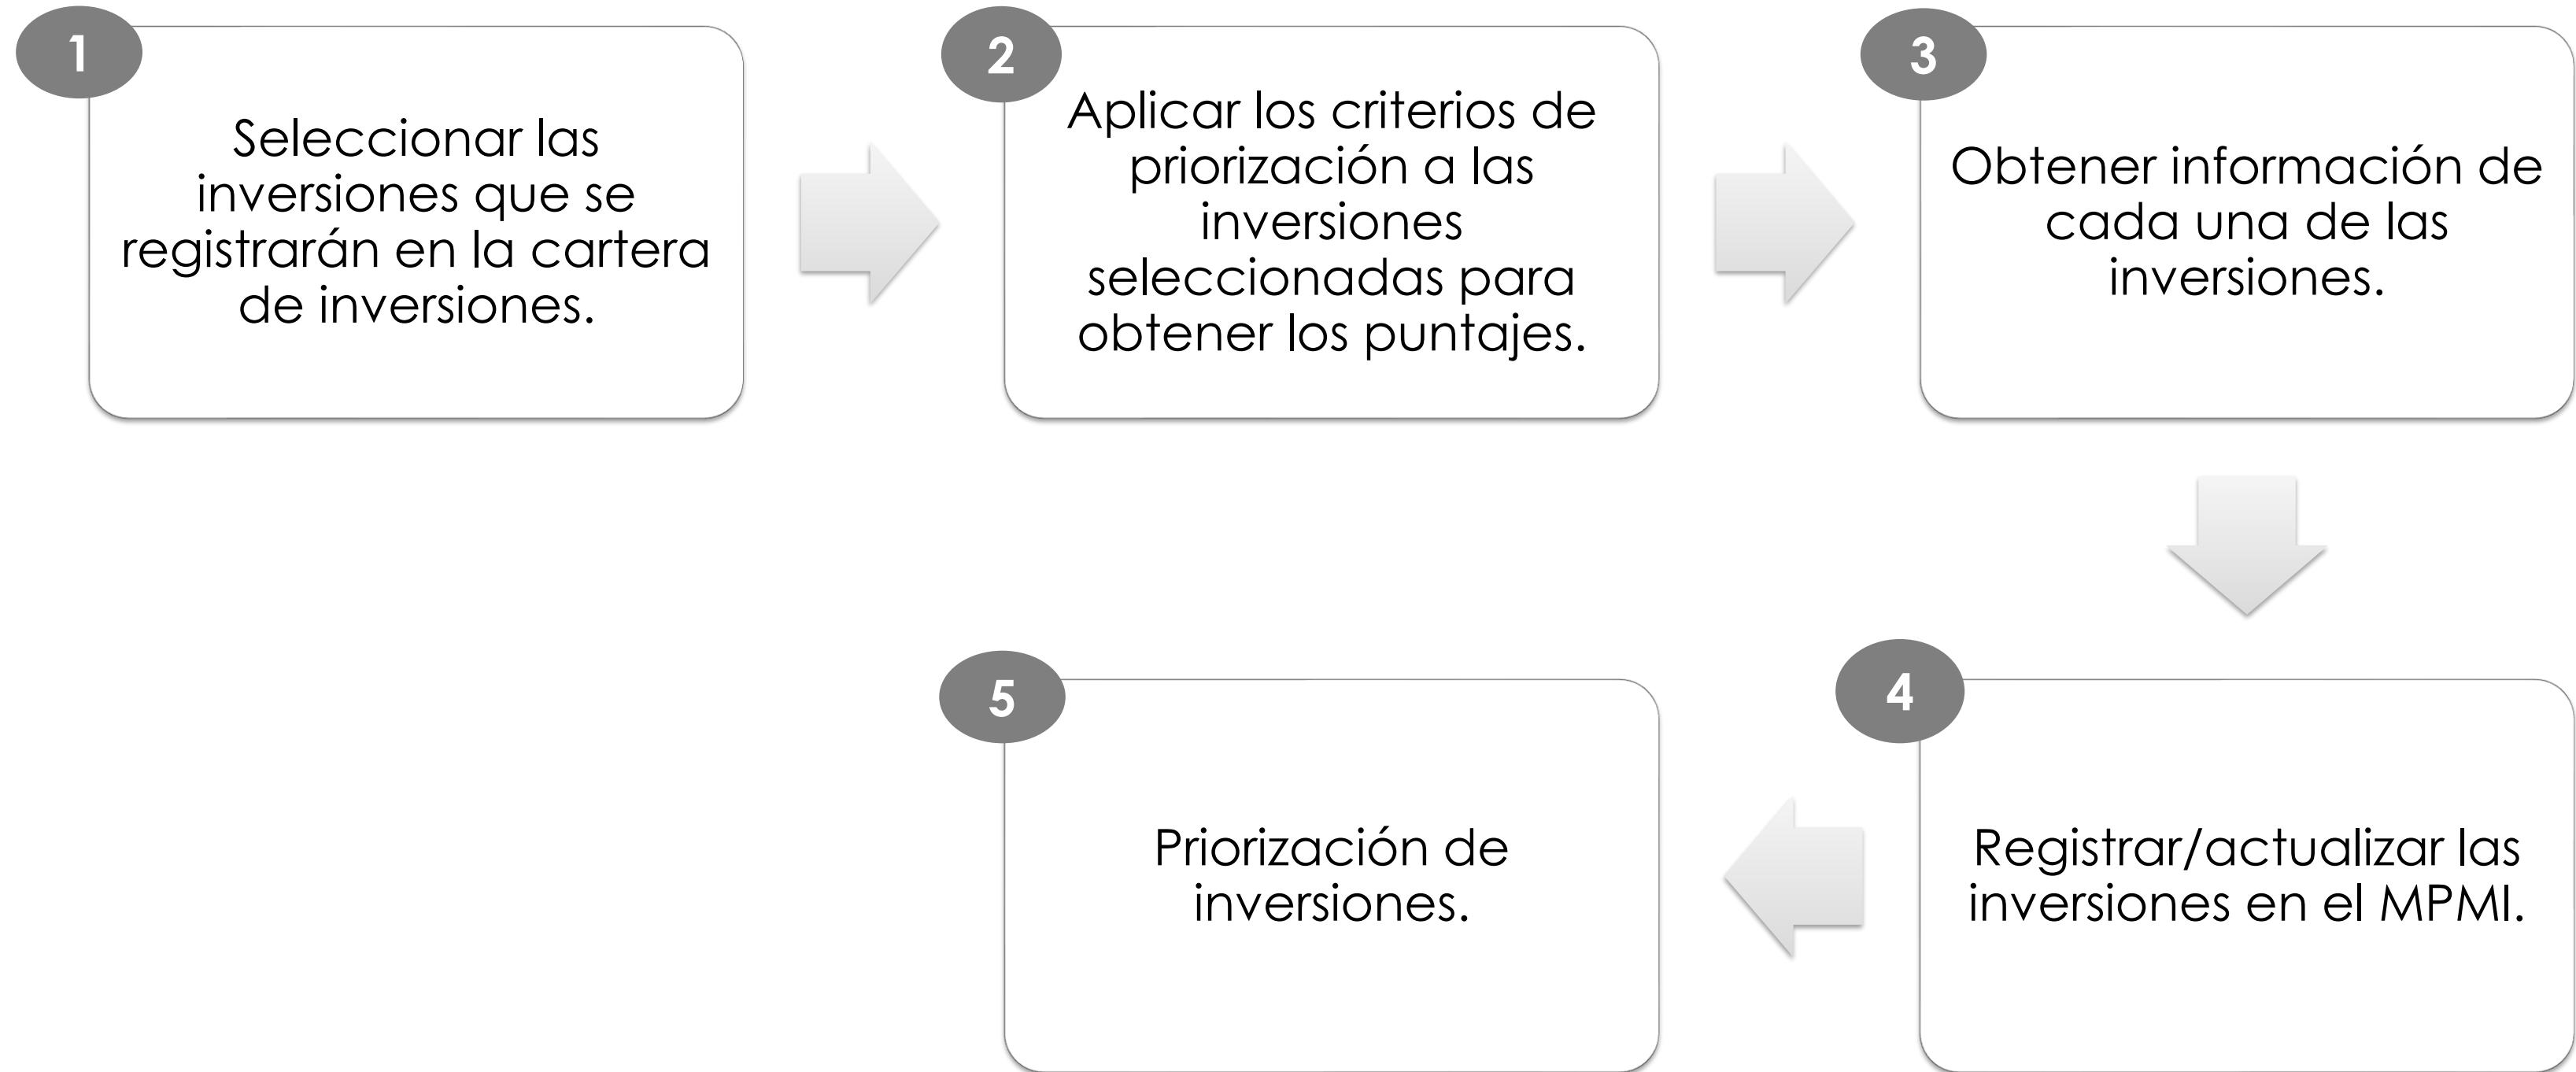 1
Seleccionar las
inversiones que se
registrarán en la cartera
de inversiones.
2
Aplicar los criterios de
priorización a las
inversiones
seleccionadas para
obtener los puntajes.
3
Obtener información de
cada una de las
inversiones.
4
Registrar/actualizar las
inversiones en el MPMI.
5
Priorización de
inversiones.